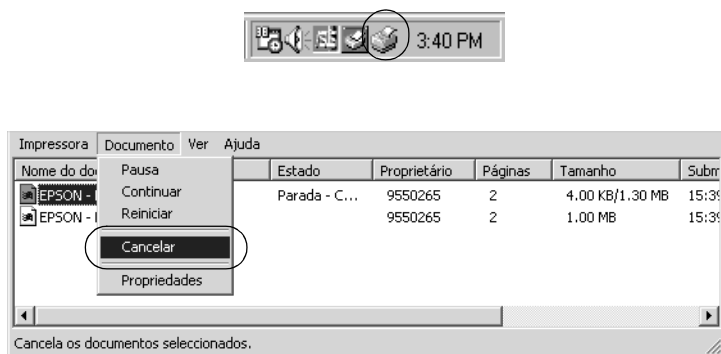 3:40 PM
Impressora Documento Ver Ajuda
Nome do do Estado Proprietário Páginas Tamanho Subm
EPSON - Parada - C... 9550265 2 4.00 KB/1.30 MB 15:39
EPSON - 9550265 2 1.00 MB 15:39
Pausa
Continuar
Reiniciar
Cancelar
Propriedades
Cancela os documentos seleccionados.